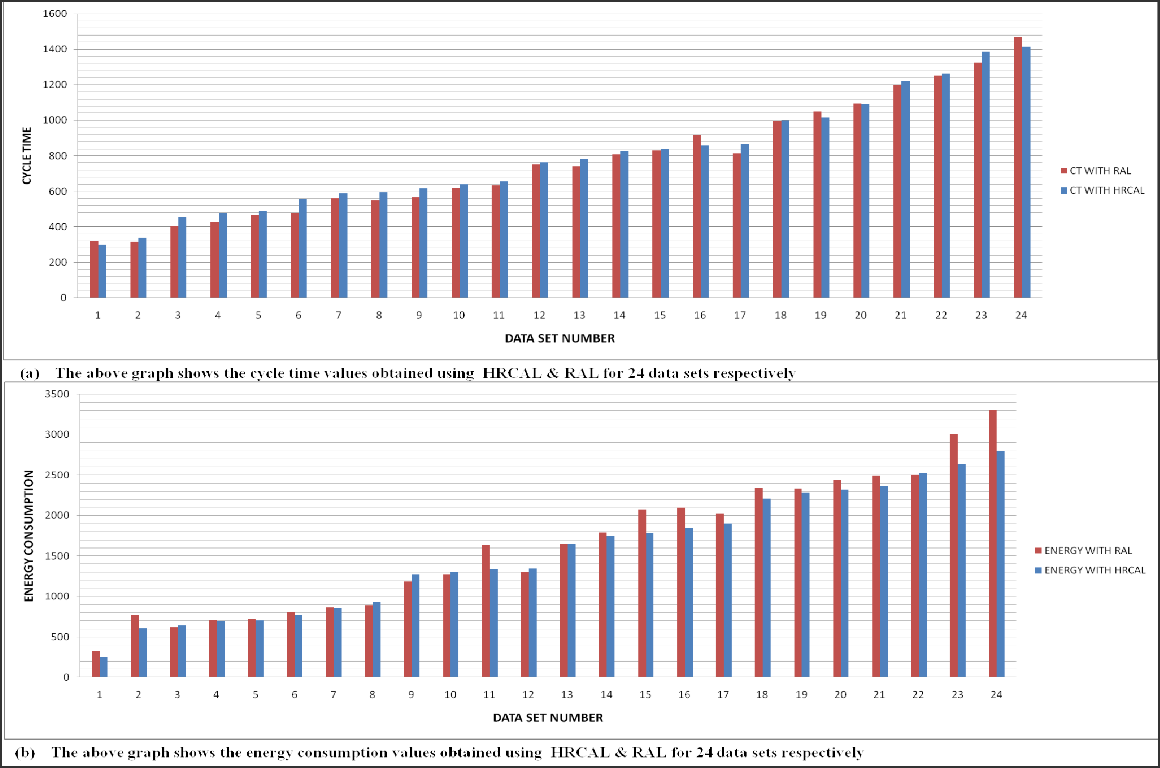 1600
1400
1200
1000
800
600
400
200
0
CYCLE TIME
1 2 3 4 5 6 7 8 9 10 11 12 13 14 15 16 17 18 19 20 21 22 23 24
DATA SET NUMBER
CT WITH RAL
CT WITH HRCAL
(a) The above graph shows the cycle time values obtained using HRCAL & RAL for 24 data sets respectively
3500
3000
2500
2000
1500
1000
500
0
ENERGY CONSUMPTION
1 2 3 4 5 6 7 8 9 10 11 12 13 14 15 16 17 18 19 20 21 22 23 24
DATA SET NUMBER
ENERGY WITH RAL
ENERGY WITH HRCAL
(b) The above graph shows the energy consumption values obtained using HRCAL & RAL for 24 data sets respectively